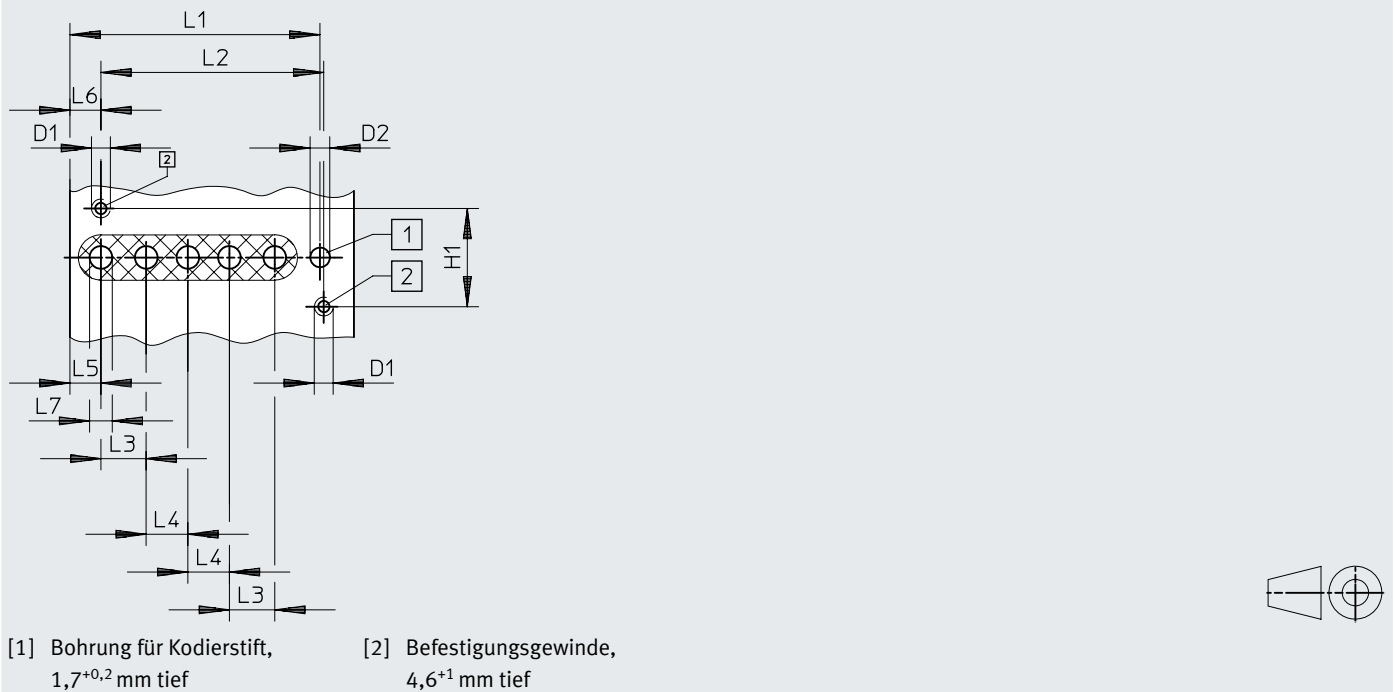 L1
L2
L6
D1
D2
2
1
H1
2
L5
D1
L7
L3
L4
L4
L3
[1] Bohrung für Kodierstift, 1,7+0,2 mm tief
[2] Befestigungsgewinde, 4,6+1 mm tief